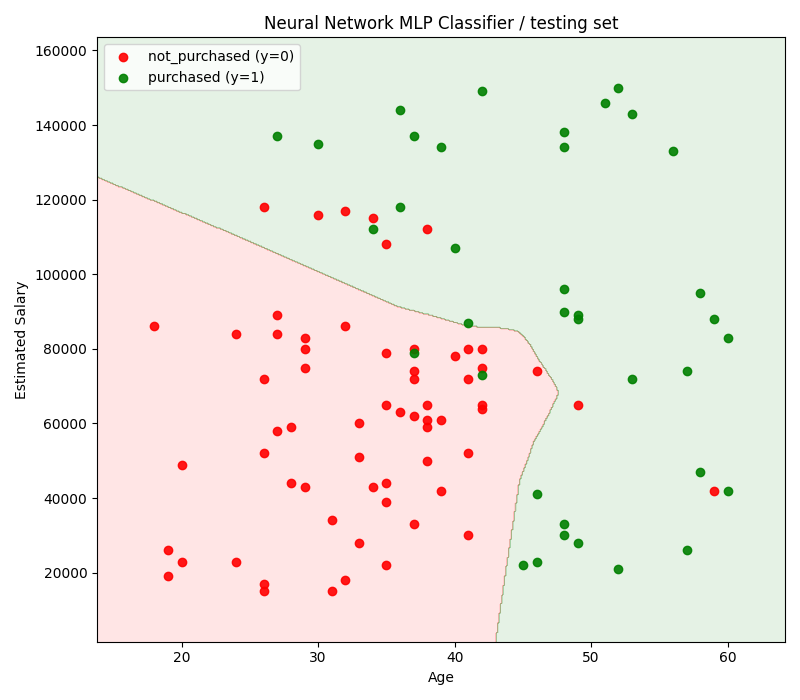 Neural Network MLP Classifier / testing set
not_purchased (y=0)
purchased (y=1)
Estimated Salary
160000
140000
120000
100000
80000
60000
40000
20000
20 30 40 50 60
Age